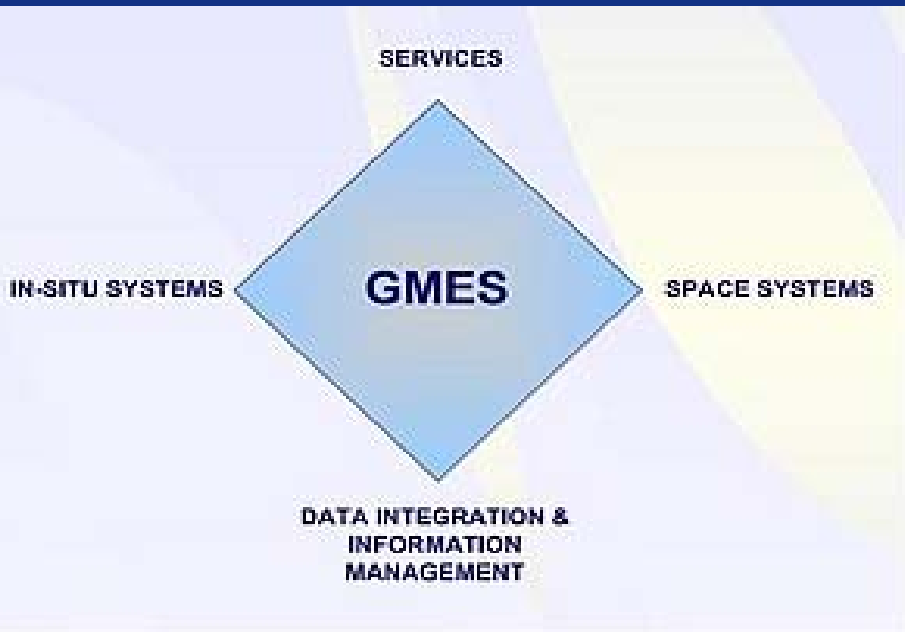 SERVICES
IN-SITU SYSTEMS
GMES
SPACE SYSTEMS
DATA INTEGRATION &
INFORMATION
MANAGEMENT